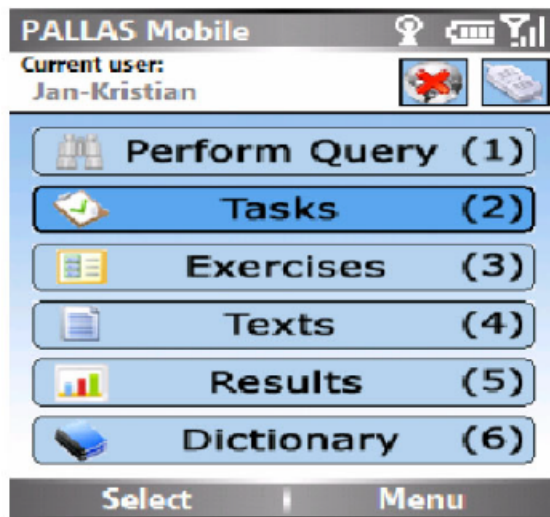 PALLAS Mobile
Current user:
Jan-Kristian
Perform Query (1)
Tasks (2)
Exercises (3)
Texts (4)
Results (5)
Dictionary (6)
Select Menu